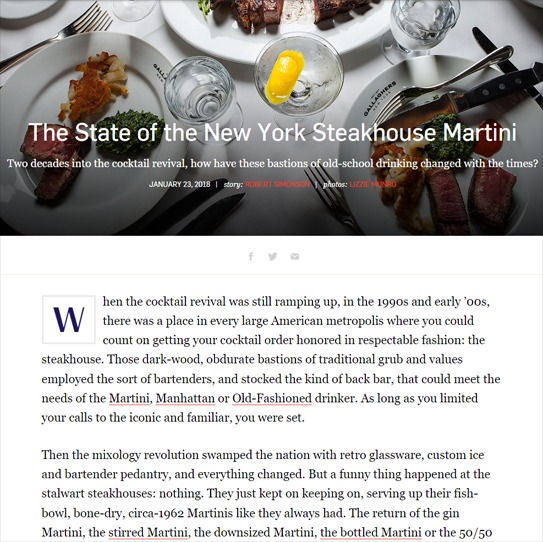 GALLAGHERS
GALLAGHERS
The State of the New York Steakhouse Martini
Two decades into the cocktail revival, how have these bastions of old-school drinking changed with the times?
JANUARY 23, 2018 | story: ROBERT SIMONSON | photos: LIZZIE MUNRO
When the cocktail revival was still ramping up, in the 1990s and early ’00s,
there was a place in every large American metropolis where you could
count on getting your cocktail order honored in respectable fashion: the
steakhouse. Those dark-wood, obdurate bastions of traditional grub and values
employed the sort of bartenders, and stocked the kind of back bar, that could meet the
needs of the Martini, Manhattan or Old-Fashioned drinker. As long as you limited
your calls to the iconic and familiar, you were set.
Then the mixology revolution swamped the nation with retro glassware, custom ice
and bartender pedantry, and everything changed. But a funny thing happened at the
stalwart steakhouses: nothing. They just kept on keeping on, serving up their fish-
bowl, bone-dry, circa-1962 Martinis like they always had. The return of the gin
Martini, the stirred Martini, the downsized Martini, the bottled Martini or the 50/50